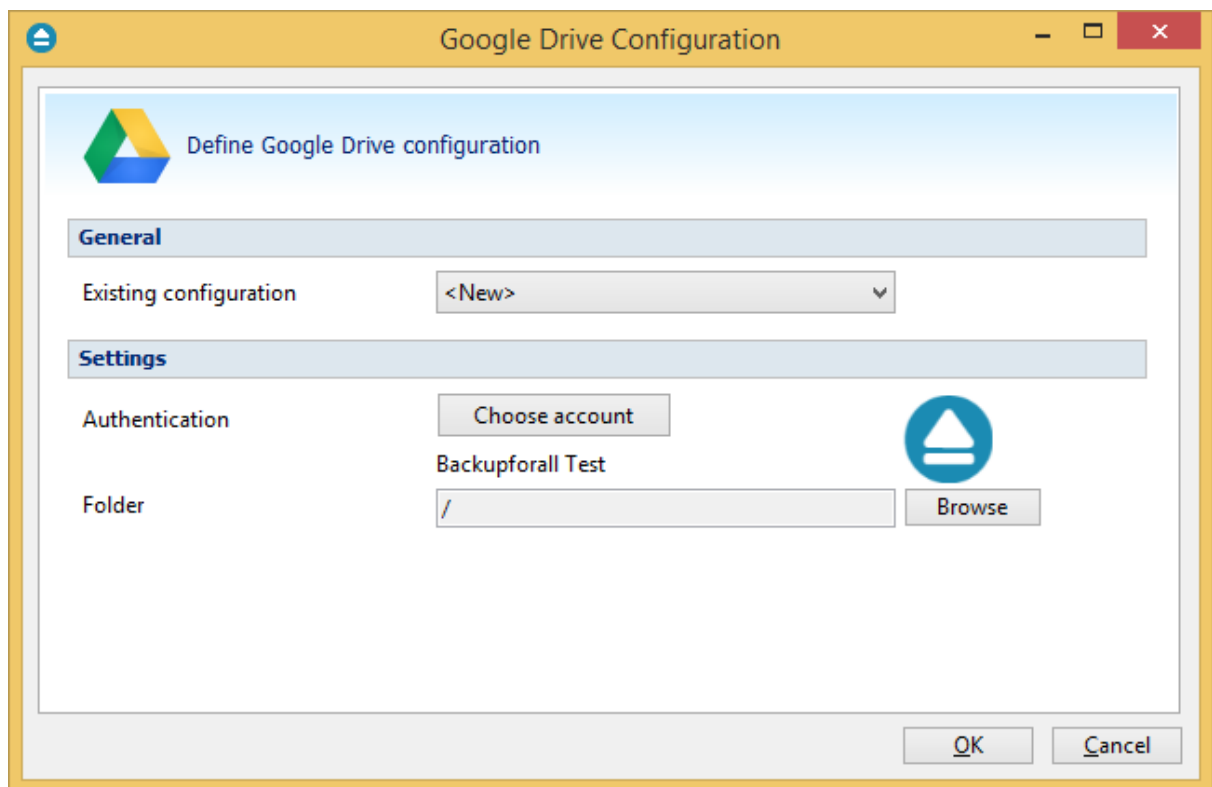 Google Drive Configuration
Define Google Drive configuration
General
Existing configuration <New>
Settings
Authentication Choose account
Backupforall Test
Folder / Browse
OK Cancel